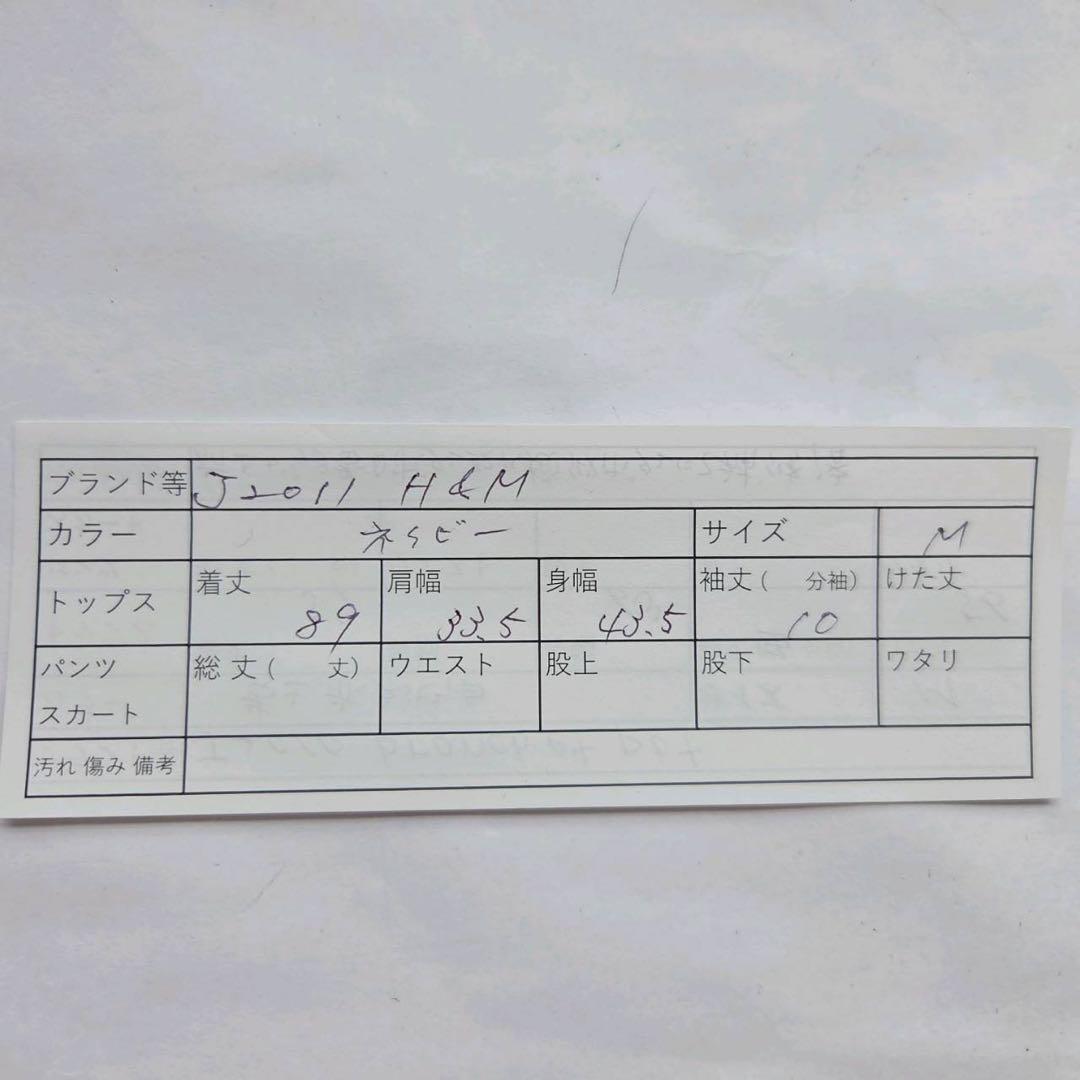 ブランド等 J2011 H&M
カラー ネイビー サイズ M
トップス 着丈 89 肩幅 33.5 身幅 43.5 袖丈( 分袖) 10 けた丈
パンツ スカート 総丈( 丈) ウエスト 股上 股下 ワタリ
汚れ 傷み 備考